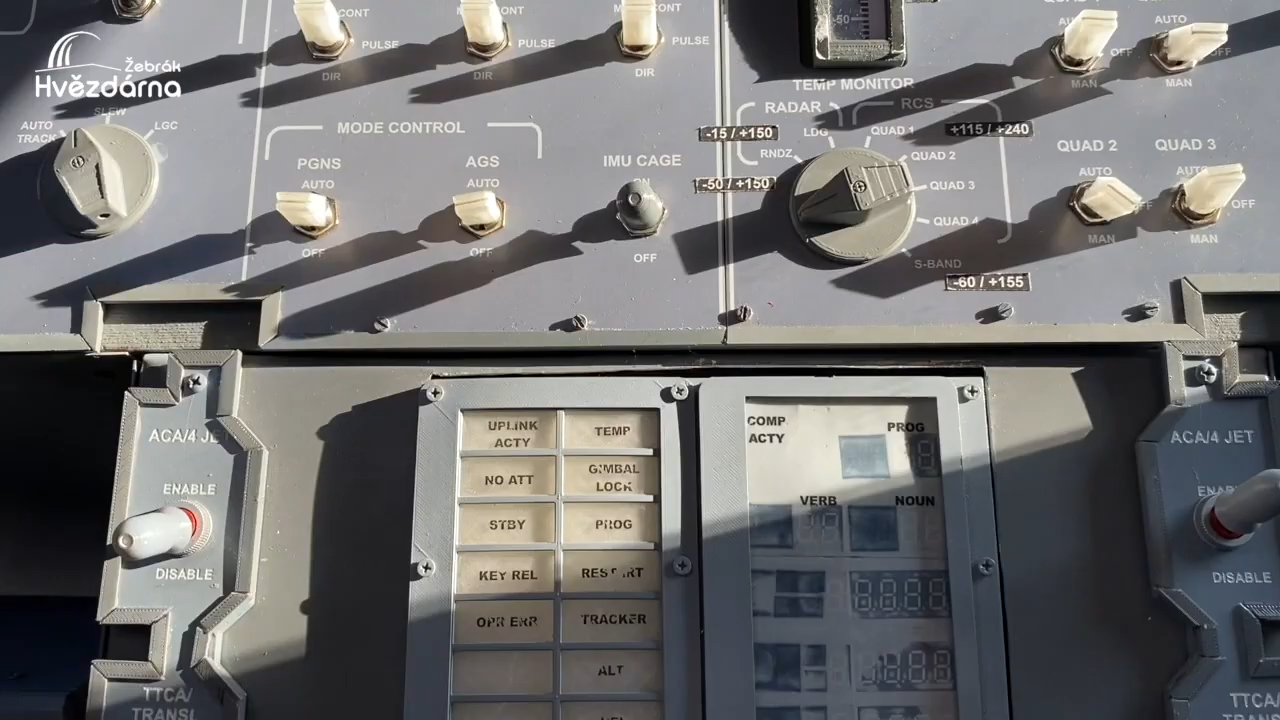 Žebrák
Hvězdárna
CONT
PULSE
DIR
CONT
PULSE
DIR
CONT
PULSE
DIR
-50
TEMP MONITOR
AUTO
OFF
MAN
AUTO
OFF
MAN
SLEW
AUTO
TRACK
LGC
MODE CONTROL
PGNS
AUTO
OFF
AGS
AUTO
OFF
IMU CAGE
ON
OFF
RADAR
RCS
RNDZ
LDG
QUAD 1
QUAD 2
QUAD 3
QUAD 4
S-BAND
-15 / +150
+115 / +240
-50 / +150
-60 / +155
QUAD 2
AUTO
MAN
QUAD 3
AUTO
OFF
MAN
ACA/4 JET
ENABLE
DISABLE
TTCA/
TRANSL
UPLINK
ACTY
TEMP
NO ATT
GIMBAL
LOCK
STBY
PROG
KEY REL
RESTART
OPR ERR
TRACKER
ALT
COMP
ACTY
PROG
VERB
NOUN
ACA/4 JET
ENABLE
DISABLE
TTCA/